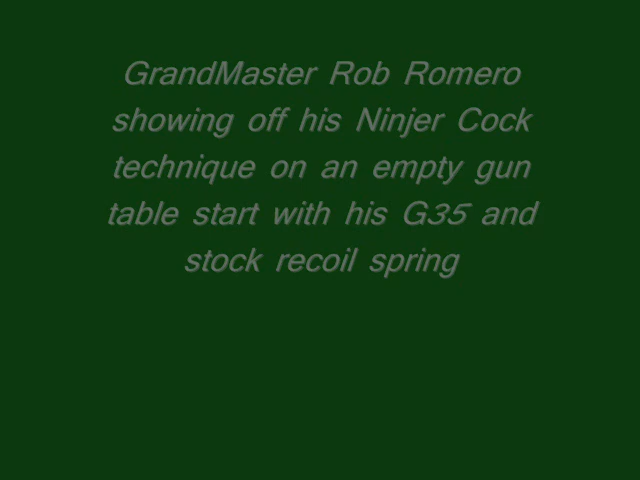 GrandMaster Rob Romero
showing off his Ninjer Cock
technique on an empty gun
table start with his G35 and
stock recoil spring